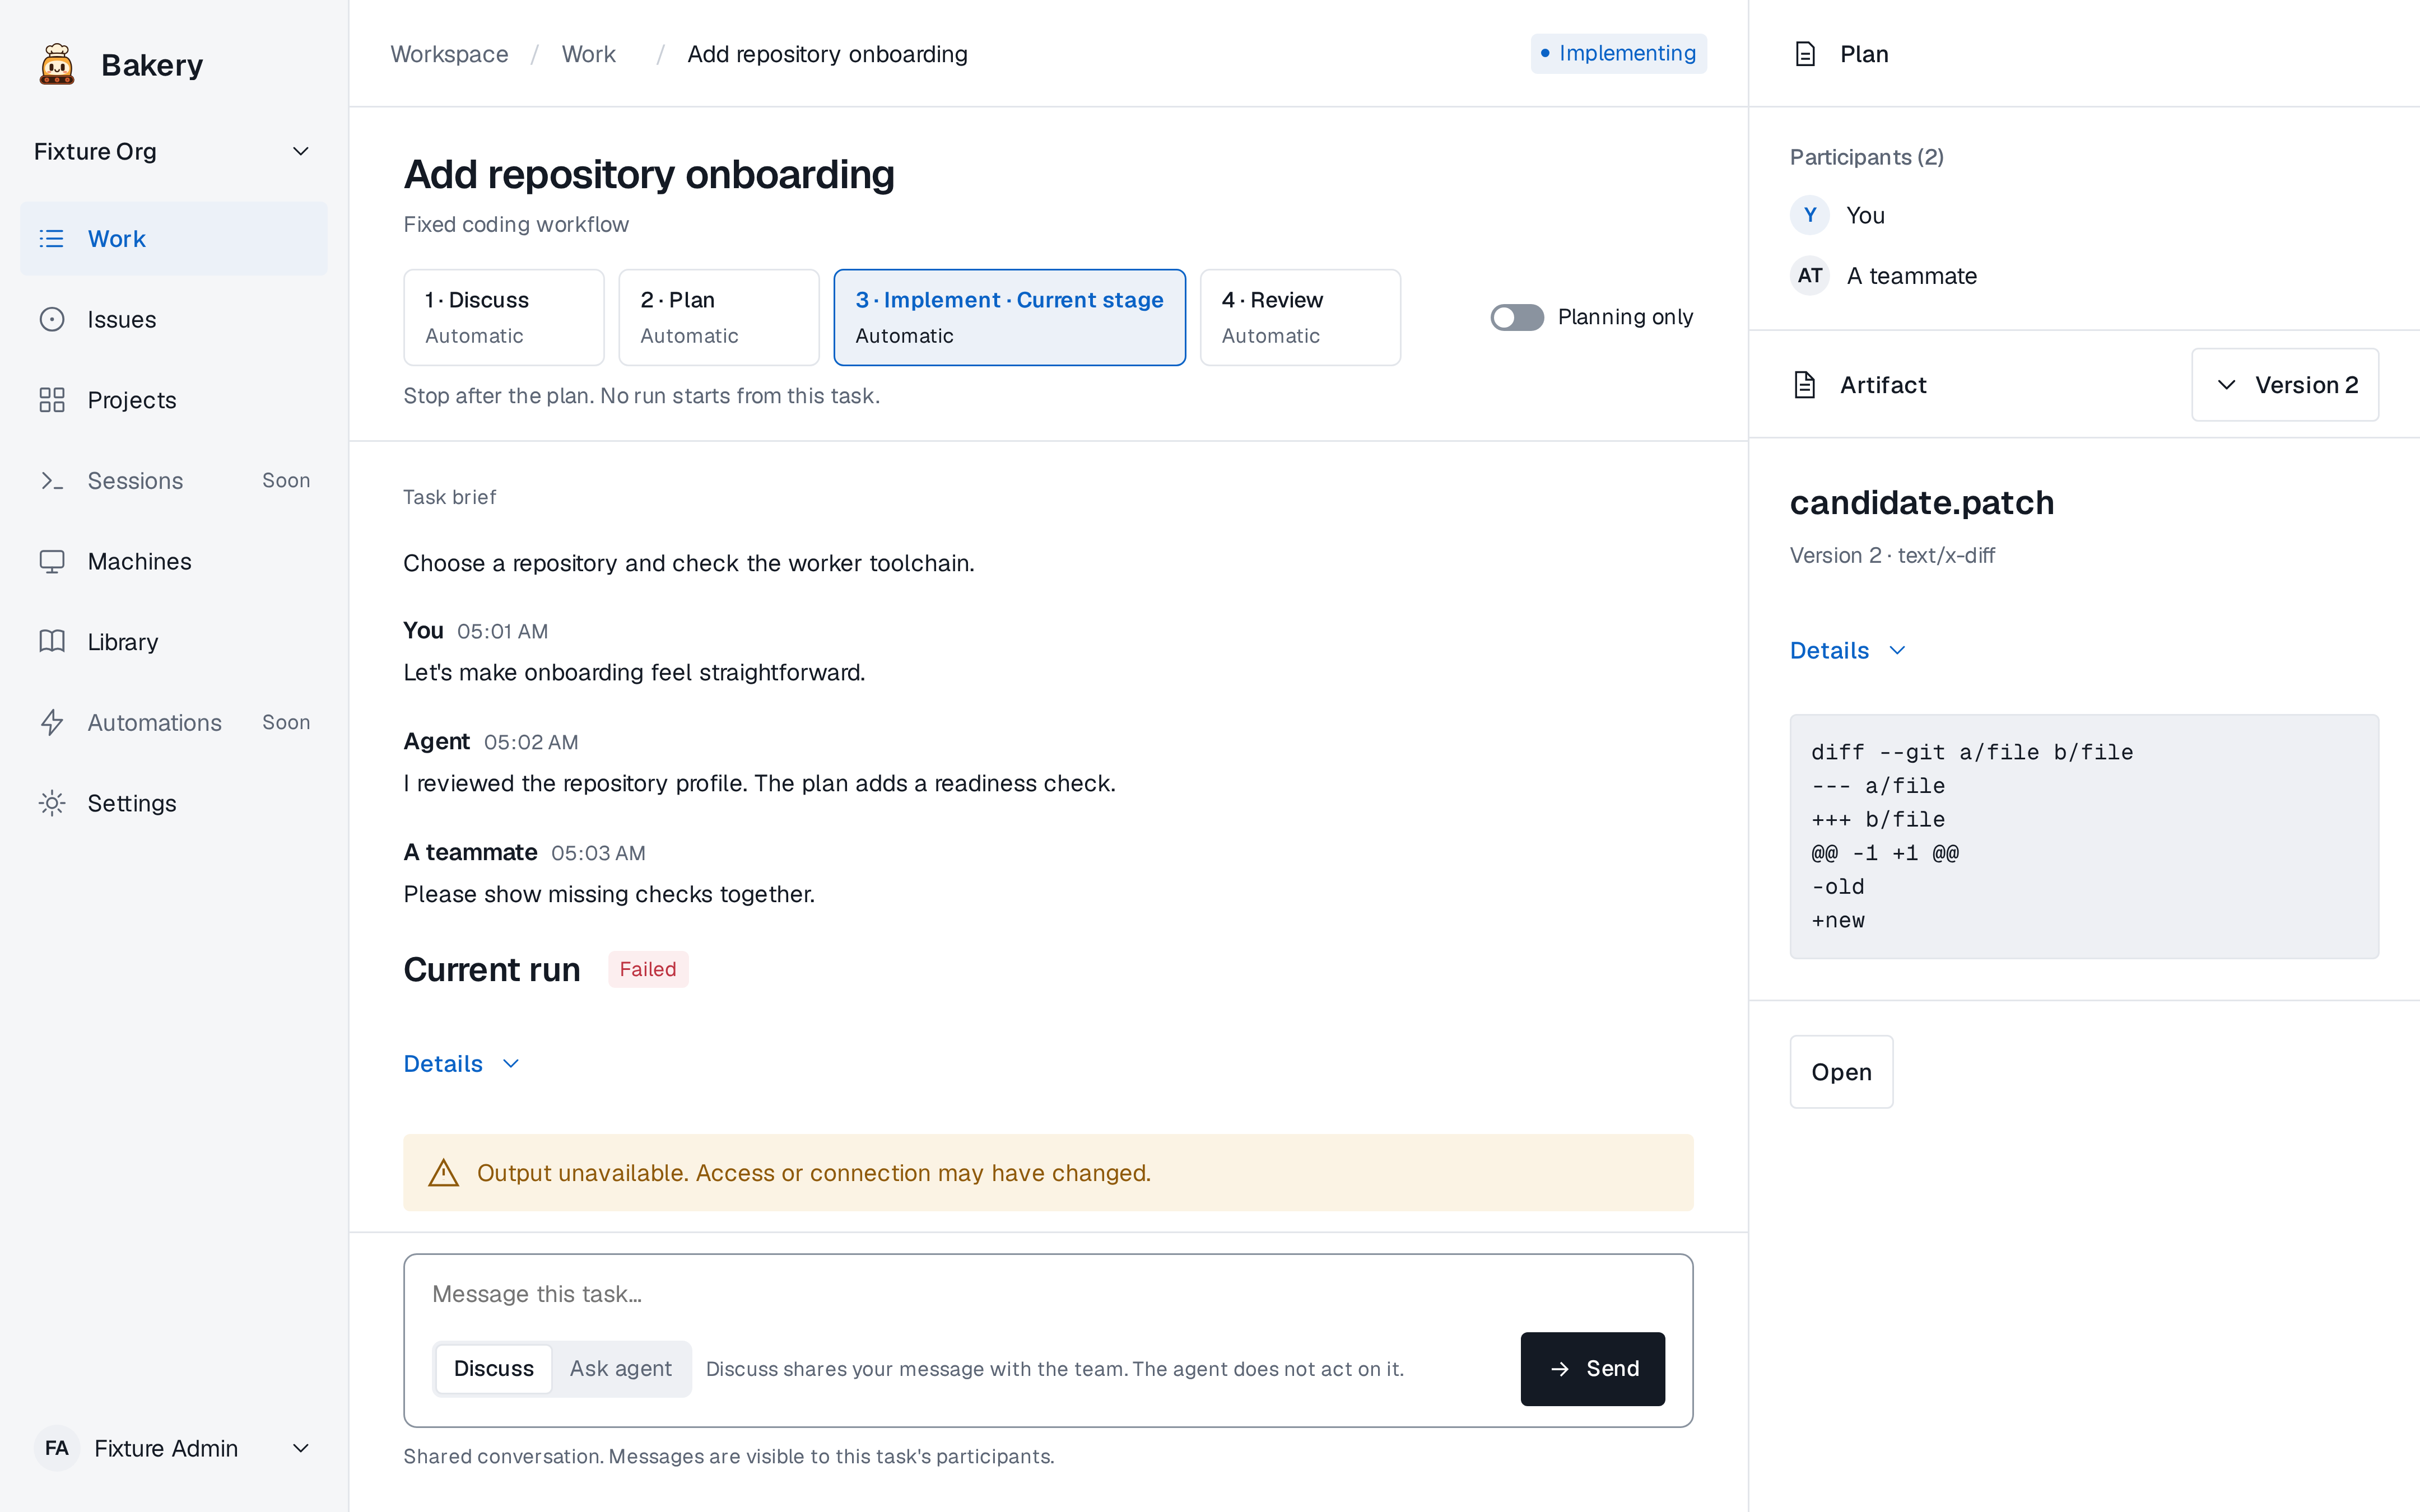 Bakery
Fixture Org
Work
Issues
Projects
Sessions Soon
Machines
Library
Automations Soon
Settings
FA Fixture Admin
Workspace / Work / Add repository onboarding
Implementing
Add repository onboarding
Fixed coding workflow
1 · Discuss
Automatic
2 · Plan
Automatic
3 · Implement · Current stage
Automatic
4 · Review
Automatic
Planning only
Stop after the plan. No run starts from this task.
Task brief
Choose a repository and check the worker toolchain.
You 05:01 AM
Let's make onboarding feel straightforward.
Agent 05:02 AM
I reviewed the repository profile. The plan adds a readiness check.
A teammate 05:03 AM
Please show missing checks together.
Current run Failed
Details
Output unavailable. Access or connection may have changed.
Message this task...
Discuss Ask agent Discuss shares your message with the team. The agent does not act on it. Send
Shared conversation. Messages are visible to this task's participants.
Plan
Participants (2)
Y You
AT A teammate
Artifact Version 2
candidate.patch
Version 2 · text/x-diff
Details
diff --git a/file b/file
--- a/file
+++ b/file
@@ -1 +1 @@
-old
+new
Open